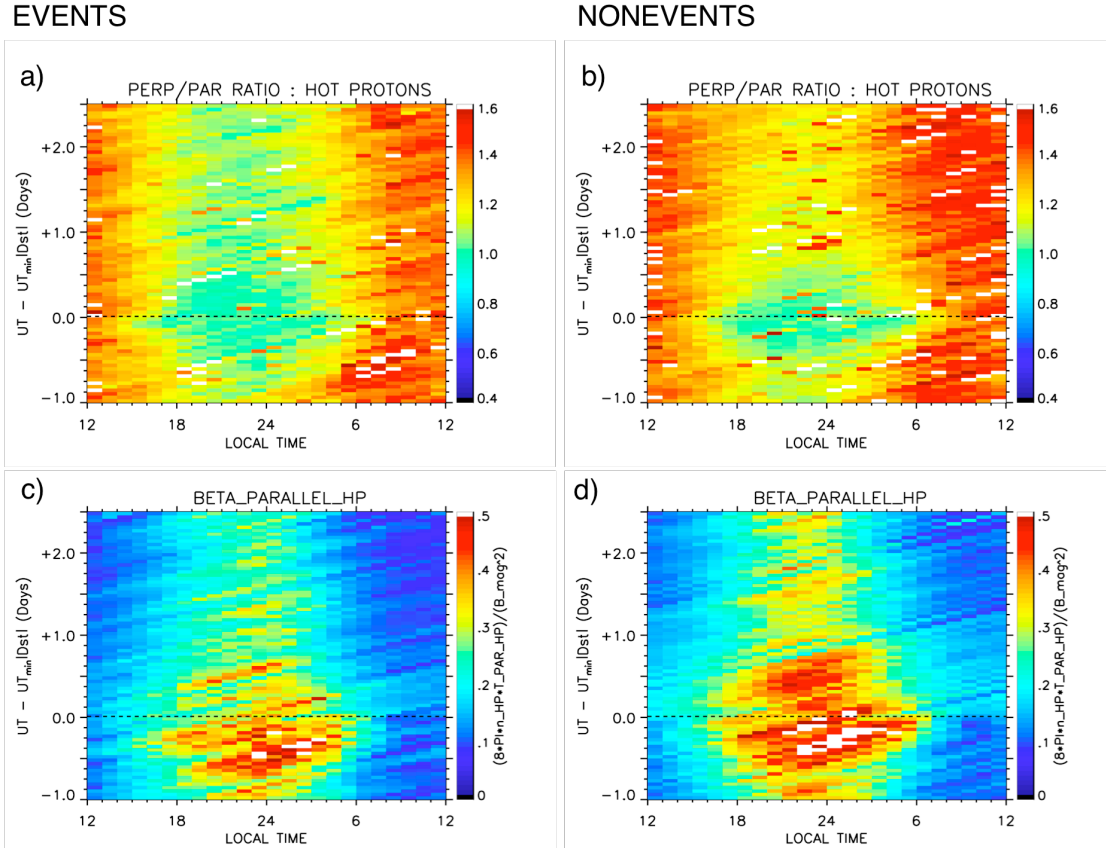 EVENTS
NONEVENTS
a)
PERP/PAR RATIO : HOT PROTONS
1.6
1.4
1.2
1.0
0.8
0.6
0.4
+2.0
+1.0
0.0
−1.0
UT − UTmin|Dst| (Days)
12 18 24 6 12
LOCAL TIME
b)
PERP/PAR RATIO : HOT PROTONS
1.6
1.4
1.2
1.0
0.8
0.6
0.4
+2.0
+1.0
0.0
−1.0
UT − UTmin|Dst| (Days)
12 18 24 6 12
LOCAL TIME
c)
BETA_PARALLEL_HP
.5
.4
.3
.2
.1
0
(8*PI*n_HP*T_PAR_HP)/(B_mag^2)
+2.0
+1.0
0.0
−1.0
UT − UTmin|Dst| (Days)
12 18 24 6 12
LOCAL TIME
d)
BETA_PARALLEL_HP
.5
.4
.3
.2
.1
0
(8*PI*n_HP*T_PAR_HP)/(B_mag^2)
+2.0
+1.0
0.0
−1.0
UT − UTmin|Dst| (Days)
12 18 24 6 12
LOCAL TIME